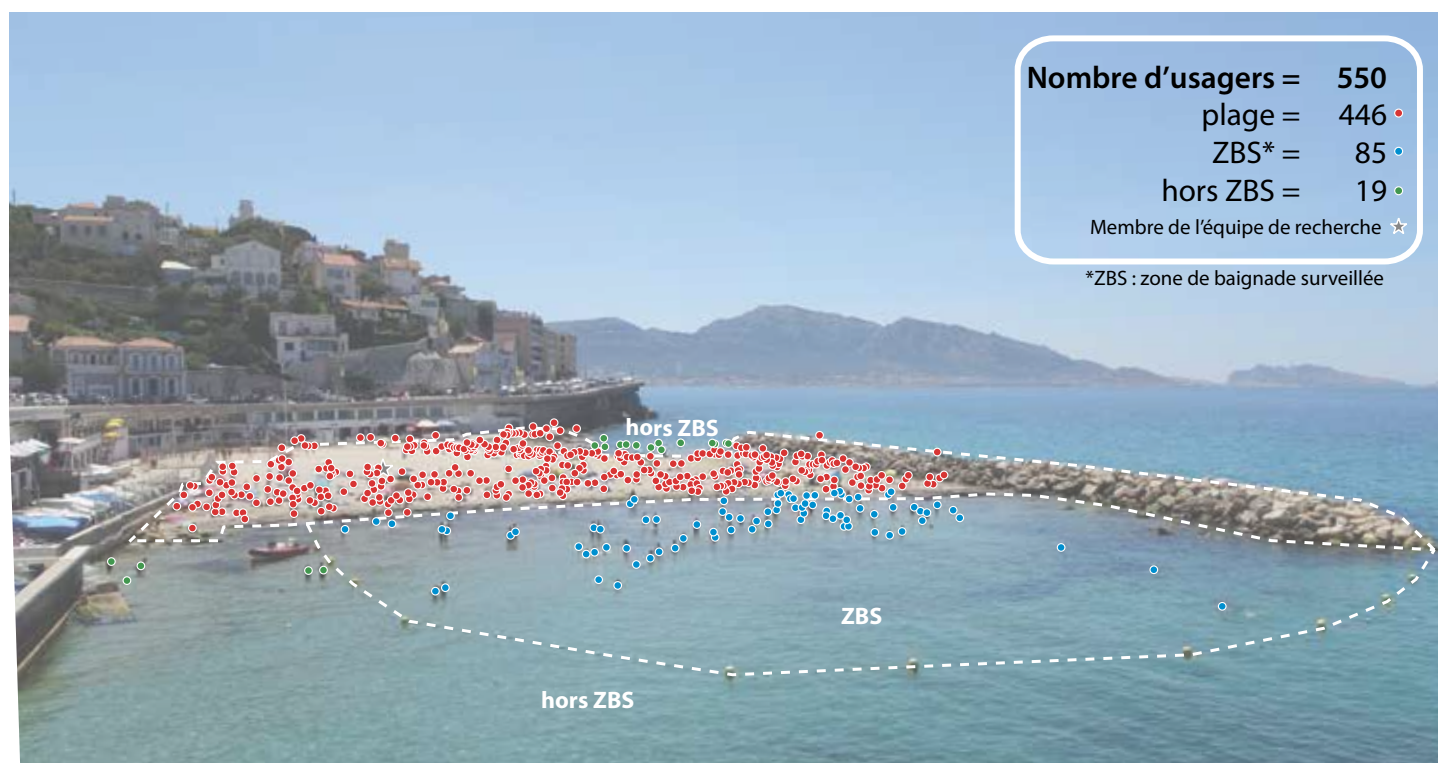 Nombre d’usagers = 550
plage = 446
ZBS* = 85
hors ZBS = 19
Membre de l’équipe de recherche
*ZBS : zone de baignade surveillée
hors ZBS
ZBS
hors ZBS